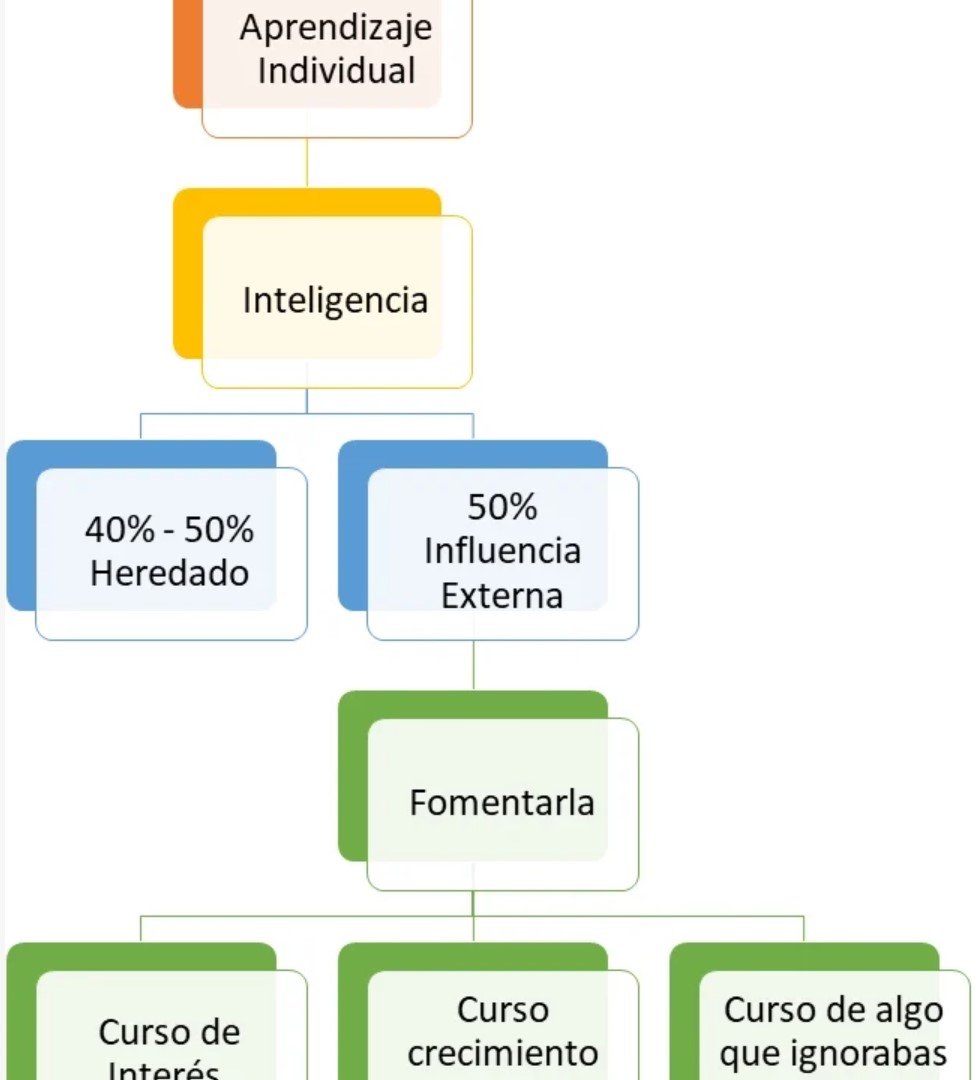 Aprendizaje
Individual
Inteligencia
40% - 50%
Heredado
50%
Influencia
Externa
Fomentarla
Curso de
Interés
Curso
crecimiento
Curso de algo
que ignorabas